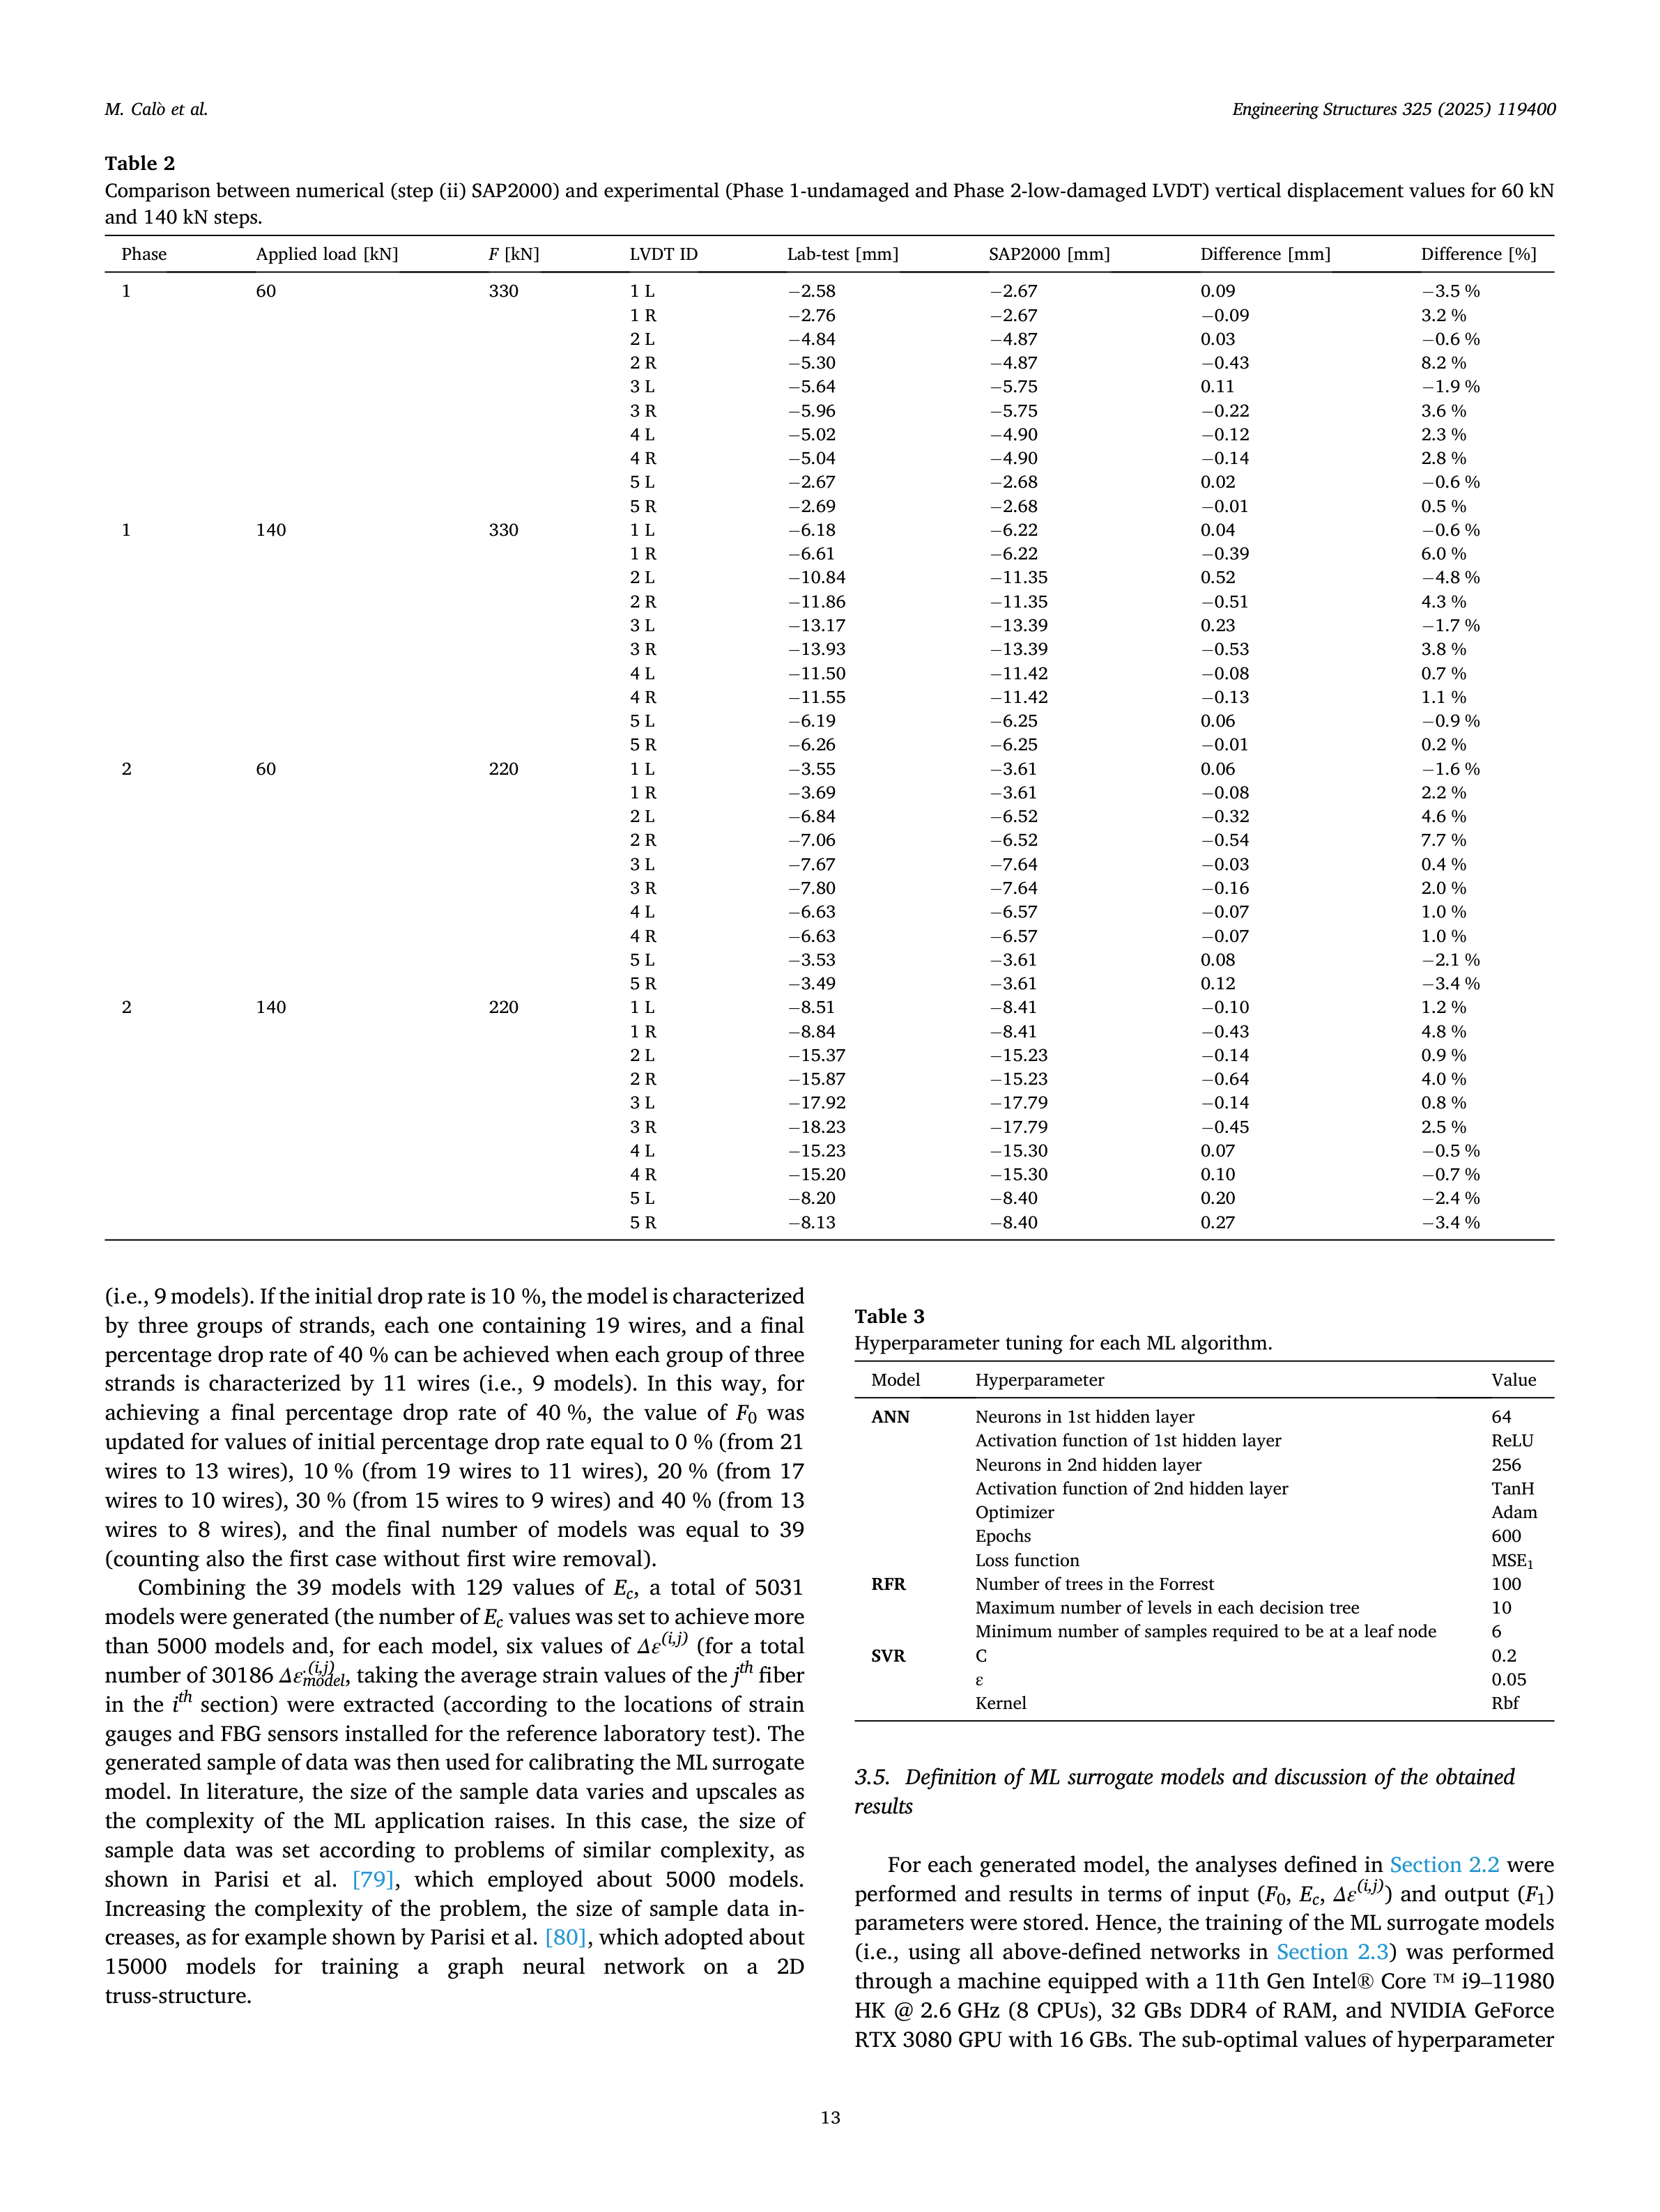 M. Calò et al.
Engineering Structures 325 (2025) 119400
Table 2
Comparison between numerical (step (ii) SAP2000) and experimental (Phase 1-undamaged and Phase 2-low-damaged LVDT) vertical displacement values for 60 kN
and 140 kN steps.
Phase Applied load [kN] F [kN] LVDT ID Lab-test [mm] SAP2000 [mm] Difference [mm] Difference [%]
1 60 330 1 L −2.58 −2.67 0.09 −3.5 %
1 R −2.76 −2.67 −0.09 3.2 %
2 L −4.84 −4.87 0.03 −0.6 %
2 R −5.30 −4.87 −0.43 8.2 %
3 L −5.64 −5.75 0.11 −1.9 %
3 R −5.96 −5.75 −0.22 3.6 %
4 L −5.02 −4.90 −0.12 2.3 %
4 R −5.04 −4.90 −0.14 2.8 %
5 L −2.67 −2.68 0.02 −0.6 %
5 R −2.69 −2.68 −0.01 0.5 %
1 140 330 1 L −6.18 −6.22 0.04 −0.6 %
1 R −6.61 −6.22 −0.39 6.0 %
2 L −10.84 −11.35 0.52 −4.8 %
2 R −11.86 −11.35 −0.51 4.3 %
3 L −13.17 −13.39 0.23 −1.7 %
3 R −13.93 −13.39 −0.53 3.8 %
4 L −11.50 −11.42 −0.08 0.7 %
4 R −11.55 −11.42 −0.13 1.1 %
5 L −6.19 −6.25 0.06 −0.9 %
5 R −6.26 −6.25 −0.01 0.2 %
2 60 220 1 L −3.55 −3.61 0.06 −1.6 %
1 R −3.69 −3.61 −0.08 2.2 %
2 L −6.84 −6.52 −0.32 4.6 %
2 R −7.06 −6.52 −0.54 7.7 %
3 L −7.67 −7.64 −0.03 0.4 %
3 R −7.80 −7.64 −0.16 2.0 %
4 L −6.63 −6.57 −0.07 1.0 %
4 R −6.63 −6.57 −0.07 1.0 %
5 L −3.53 −3.61 0.08 −2.1 %
5 R −3.49 −3.61 0.12 −3.4 %
2 140 220 1 L −8.51 −8.41 −0.10 1.2 %
1 R −8.84 −8.41 −0.43 4.8 %
2 L −15.37 −15.23 −0.14 0.9 %
2 R −15.87 −15.23 −0.64 4.0 %
3 L −17.92 −17.79 −0.14 0.8 %
3 R −18.23 −17.79 −0.45 2.5 %
4 L −15.23 −15.30 0.07 −0.5 %
4 R −15.20 −15.30 0.10 −0.7 %
5 L −8.20 −8.40 0.20 −2.4 %
5 R −8.13 −8.40 0.27 −3.4 %
(i.e., 9 models). If the initial drop rate is 10 %, the model is characterized
by three groups of strands, each one containing 19 wires, and a final
percentage drop rate of 40 % can be achieved when each group of three
strands is characterized by 11 wires (i.e., 9 models). In this way, for
achieving a final percentage drop rate of 40 %, the value of F₀ was
updated for values of initial percentage drop rate equal to 0 % (from 21
wires to 13 wires), 10 % (from 19 wires to 11 wires), 20 % (from 17
wires to 10 wires), 30 % (from 15 wires to 9 wires) and 40 % (from 13
wires to 8 wires), and the final number of models was equal to 39
(counting also the first case without first wire removal).
Combining the 39 models with 129 values of E_c, a total of 5031
models were generated (the number of E_c values was set to achieve more
than 5000 models and, for each model, six values of Δε^(i,j) (for a total
number of 30186 Δε^(i,j)_model, taking the average strain values of the j^th fiber
in the i^th section) were extracted (according to the locations of strain
gauges and FBG sensors installed for the reference laboratory test). The
generated sample of data was then used for calibrating the ML surrogate
model. In literature, the size of the sample data varies and upscales as
the complexity of the ML application raises. In this case, the size of
sample data was set according to problems of similar complexity, as
shown in Parisi et al. [79], which employed about 5000 models.
Increasing the complexity of the problem, the size of sample data in-
creases, as for example shown by Parisi et al. [80], which adopted about
15000 models for training a graph neural network on a 2D
truss-structure.
Table 3
Hyperparameter tuning for each ML algorithm.
Model Hyperparameter Value
ANN Neurons in 1st hidden layer 64
Activation function of 1st hidden layer ReLU
Neurons in 2nd hidden layer 256
Activation function of 2nd hidden layer TanH
Optimizer Adam
Epochs 600
Loss function MSE₁
RFR Number of trees in the Forrest 100
Maximum number of levels in each decision tree 10
Minimum number of samples required to be at a leaf node 6
SVR C 0.2
ε 0.05
Kernel Rbf
3.5. Definition of ML surrogate models and discussion of the obtained
results
For each generated model, the analyses defined in Section 2.2 were
performed and results in terms of input (F₀, E_c, Δε^(i,j)) and output (F₁)
parameters were stored. Hence, the training of the ML surrogate models
(i.e., using all above-defined networks in Section 2.3) was performed
through a machine equipped with a 11th Gen Intel® Core ™ i9–11980
HK @ 2.6 GHz (8 CPUs), 32 GBs DDR4 of RAM, and NVIDIA GeForce
RTX 3080 GPU with 16 GBs. The sub-optimal values of hyperparameter
13